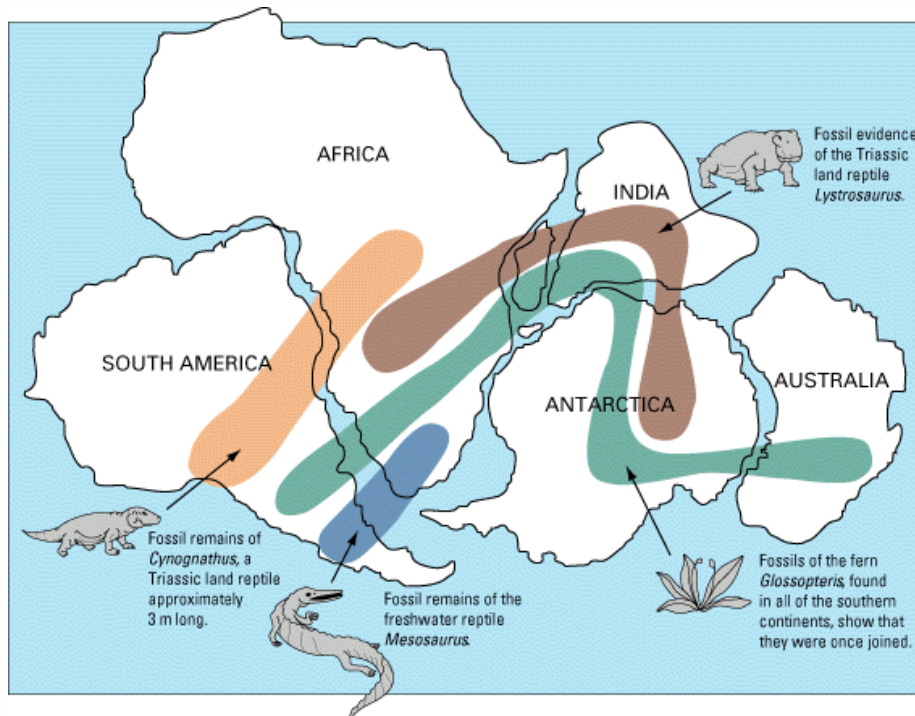 AFRICA
Fossil evidence
of the Triassic
land reptile
Lystrosaurus.
INDIA
SOUTH AMERICA
ANTARCTICA
AUSTRALIA
Fossil remains of
Cynognathus, a
Triassic land reptile
approximately
3 m long.
Fossil remains of the
freshwater reptile
Mesosaurus.
Fossils of the fern
Glossopteris, found
in all of the southern
continents, show that
they were once joined.